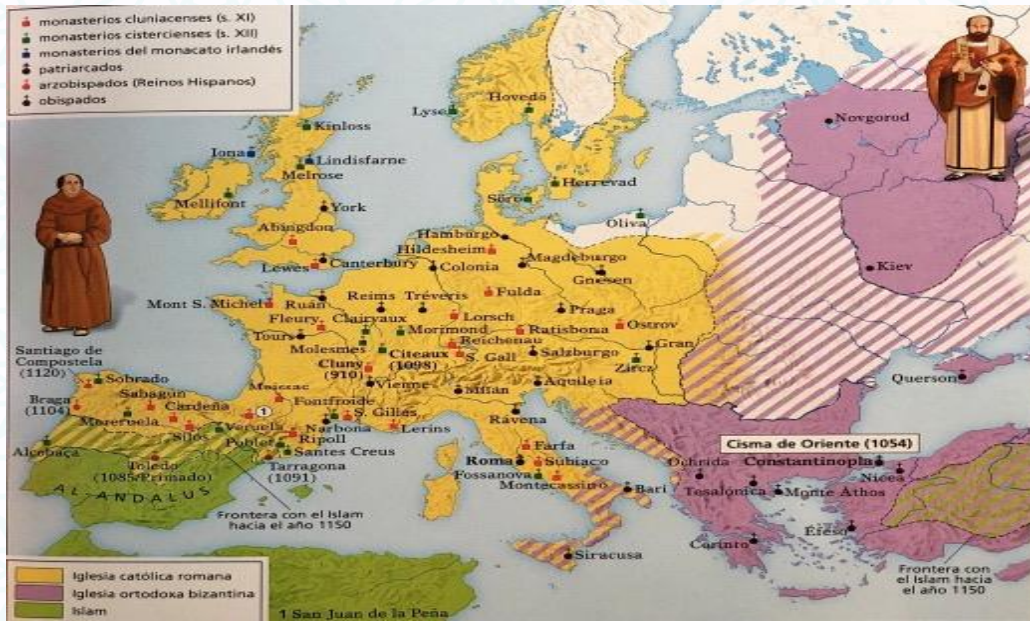 monasterios cluniacenses (s. XI)
monasterios cistercienses (s. XII)
monasterios del monacato irlandés
patriarcados
arzobispados (Reinos Hispanos)
obispados
Lyse
Hovedö
Novgorod
Kinloss
Iona
Lindisfarne
Melrose
Herrevad
Mellifont
Sörö
York
Oliva
Abingdon
Hamburgo
Hildesheim
Magdeburgo
Kiev
Lewes
Canterbury
Colonia
Gniesen
Mont S. Michel
Ruán
Reims
Tréveris
Fulda
Praga
Fleury
Clairvaux
Lorsch
Morimond
Ratisbona
Ostrov
Tours
Molesmes
Reichenau
Gran
Citeaux
(1098)
S. Gall
Salzburgo
Zircz
Cluny
(910)
Santiago de
Compostela
(1120)
Sobrado
Vienne
Milán
Aquileia
Querson
Sahagún
Moissac
Fontfroide
Braga
(1104)
Cardeña
1
S. Gilles
Rávena
Moreruela
Silos
Veruela
Narbona
Lerins
Poblet
Ripoll
Farfa
Cisma de Oriente (1054)
Alcobaça
Santes Creus
Roma
Subiaco
Ochrida
Constantinopla
Toledo
(1085/Primado)
Tarragona
(1091)
Fossanova
Montecassino
Bari
Tesalónica
Monte Athos
Nicea
AL-ANDALUS
Frontera con el Islam
hacia el año 1150
Éfeso
Corinto
Siracusa
Frontera con
el Islam hacia
el año 1150
Iglesia católica romana
Iglesia ortodoxa bizantina
Islam
1 San Juan de la Peña